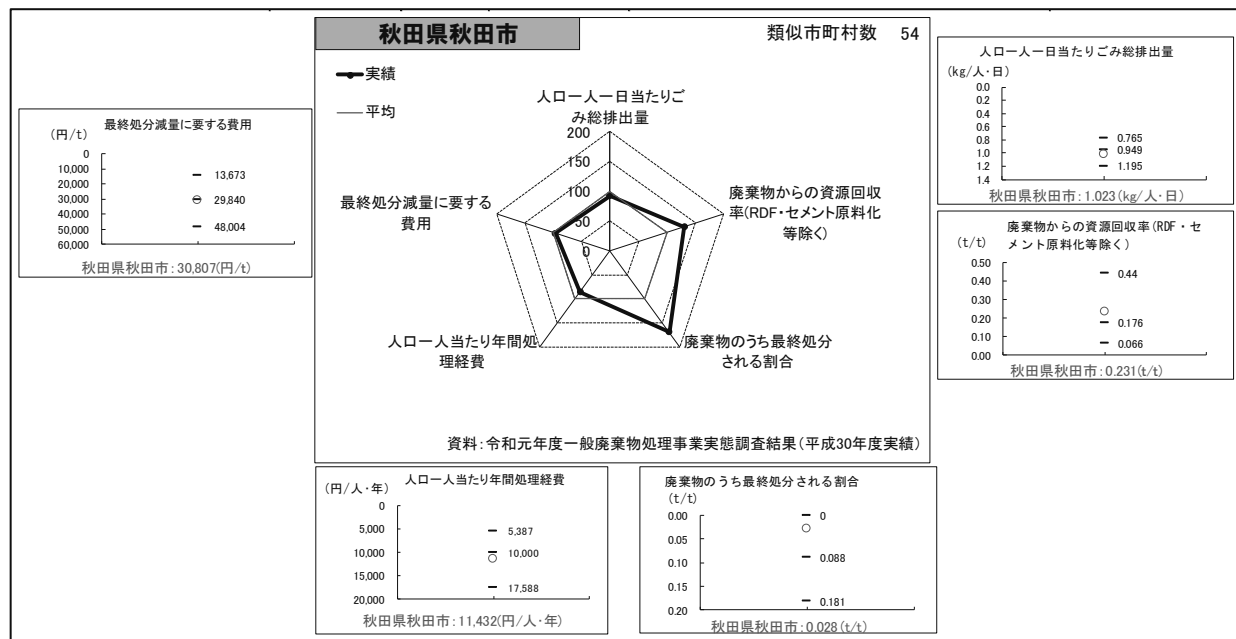 秋田県秋田市
類似市町村数 54
実績
平均
人口一人一日当たりご
み総排出量
200
150
100
50
0
廃棄物からの資源回収
率(RDF・セメント原料化
等除く)
廃棄物のうち最終処分
される割合
人口一人当たり年間処
理経費
最終処分減量に要する
費用
資料:令和元年度一般廃棄物処理事業実態調査結果(平成30年度実績)
最終処分減量に要する費用
(円/t)
0
10,000
20,000
30,000
40,000
50,000
60,000
13,673
29,840
48,004
秋田県秋田市:30,807(円/t)
人口一人一日当たりごみ総排出量
(kg/人・日)
0.0
0.2
0.4
0.6
0.8
1.0
1.2
1.4
0.765
0.949
1.195
秋田県秋田市:1.023(kg/人・日)
廃棄物からの資源回収率(RDF・セ
メント原料化等除く)
(t/t)
0.50
0.40
0.30
0.20
0.10
0.00
0.44
0.176
0.066
秋田県秋田市:0.231(t/t)
人口一人当たり年間処理経費
(円/人・年)
0
5,000
10,000
15,000
20,000
5,387
10,000
17,588
秋田県秋田市:11,432(円/人・年)
廃棄物のうち最終処分される割合
(t/t)
0.00
0.05
0.10
0.15
0.20
0
0.088
0.181
秋田県秋田市:0.028(t/t)